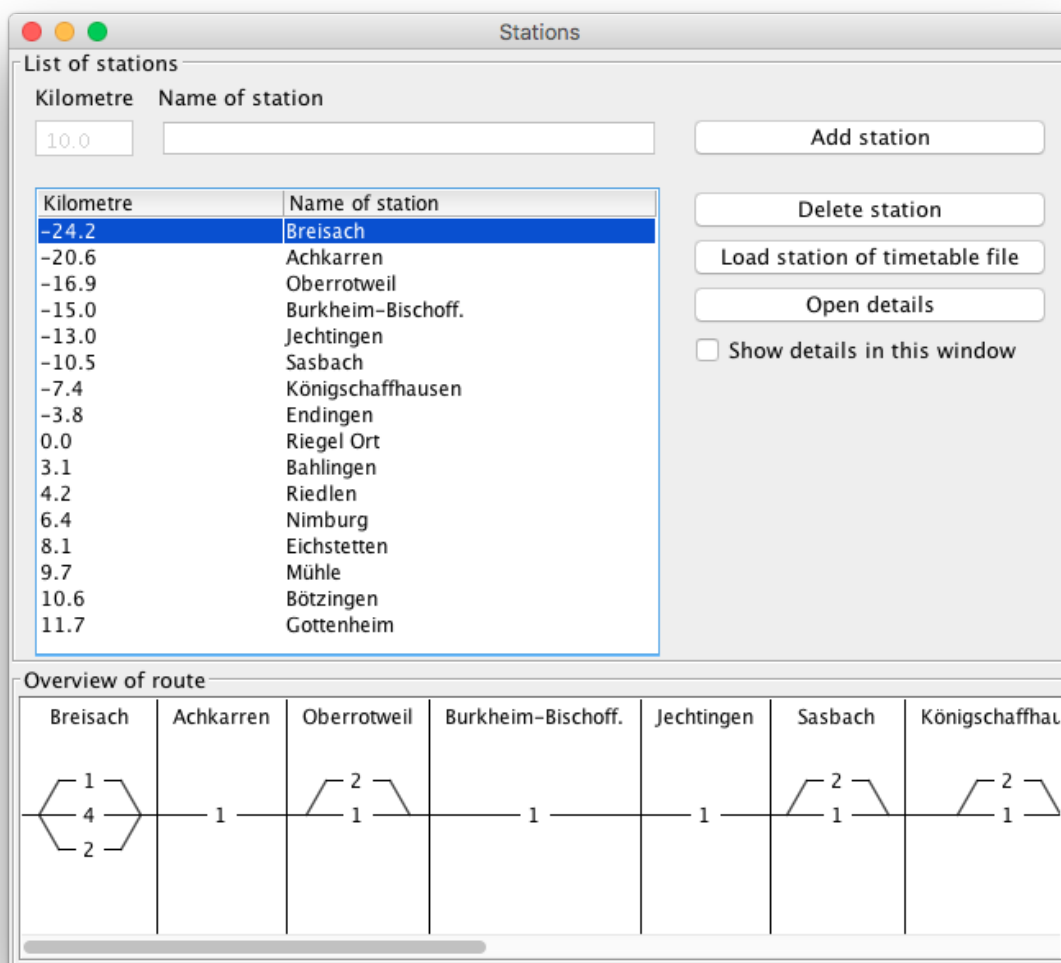 Stations
List of stations
Kilometre Name of station
10.0 Add station
Kilometre Name of station
Delete station
-24.2 Breisach
-20.6 Achkarren
Load station of timetable file
-16.9 Oberrotweil
-15.0 Burkheim-Bischoff.
Open details
-13.0 Jechtingen
Show details in this window
-10.5 Sasbach
-7.4 Königschaffhausen
-3.8 Endingen
0.0 Riegel Ort
3.1 Bahlingen
4.2 Riedlen
6.4 Nimburg
8.1 Eichstetten
9.7 Mühle
10.6 Bötzingen
11.7 Gottenheim
Overview of route
Breisach Achkarren Oberrotweil Burkheim-Bischoff. Jechtingen Sasbach Königschaffhau
1 2 2 2
4 1 1 1 1 1 1
2